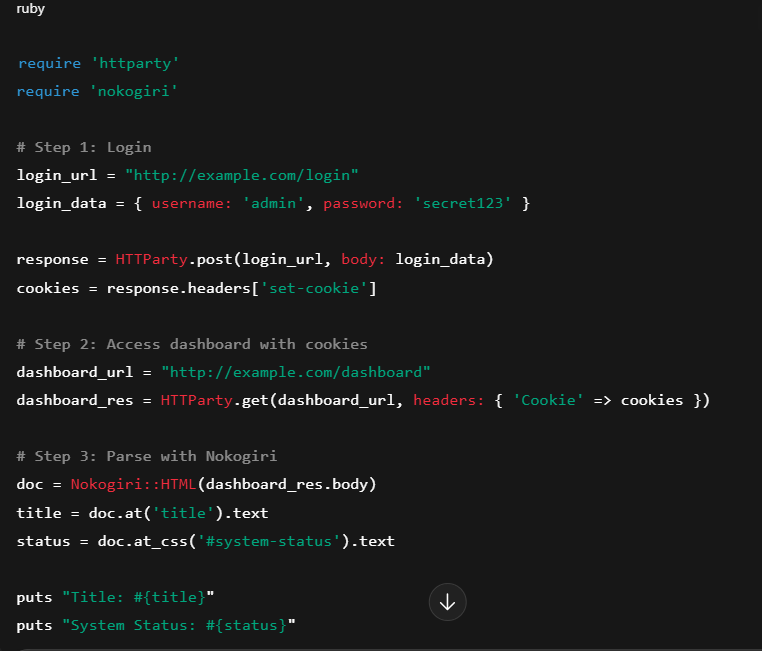 ruby
require 'httparty'
require 'nokogiri'
# Step 1: Login
login_url = "http://example.com/login"
login_data = { username: 'admin', password: 'secret123' }
response = HTTParty.post(login_url, body: login_data)
cookies = response.headers['set-cookie']
# Step 2: Access dashboard with cookies
dashboard_url = "http://example.com/dashboard"
dashboard_res = HTTParty.get(dashboard_url, headers: { 'Cookie' => cookies })
# Step 3: Parse with Nokogiri
doc = Nokogiri::HTML(dashboard_res.body)
title = doc.at('title').text
status = doc.at_css('#system-status').text
puts "Title: #{title}"
puts "System Status: #{status}"